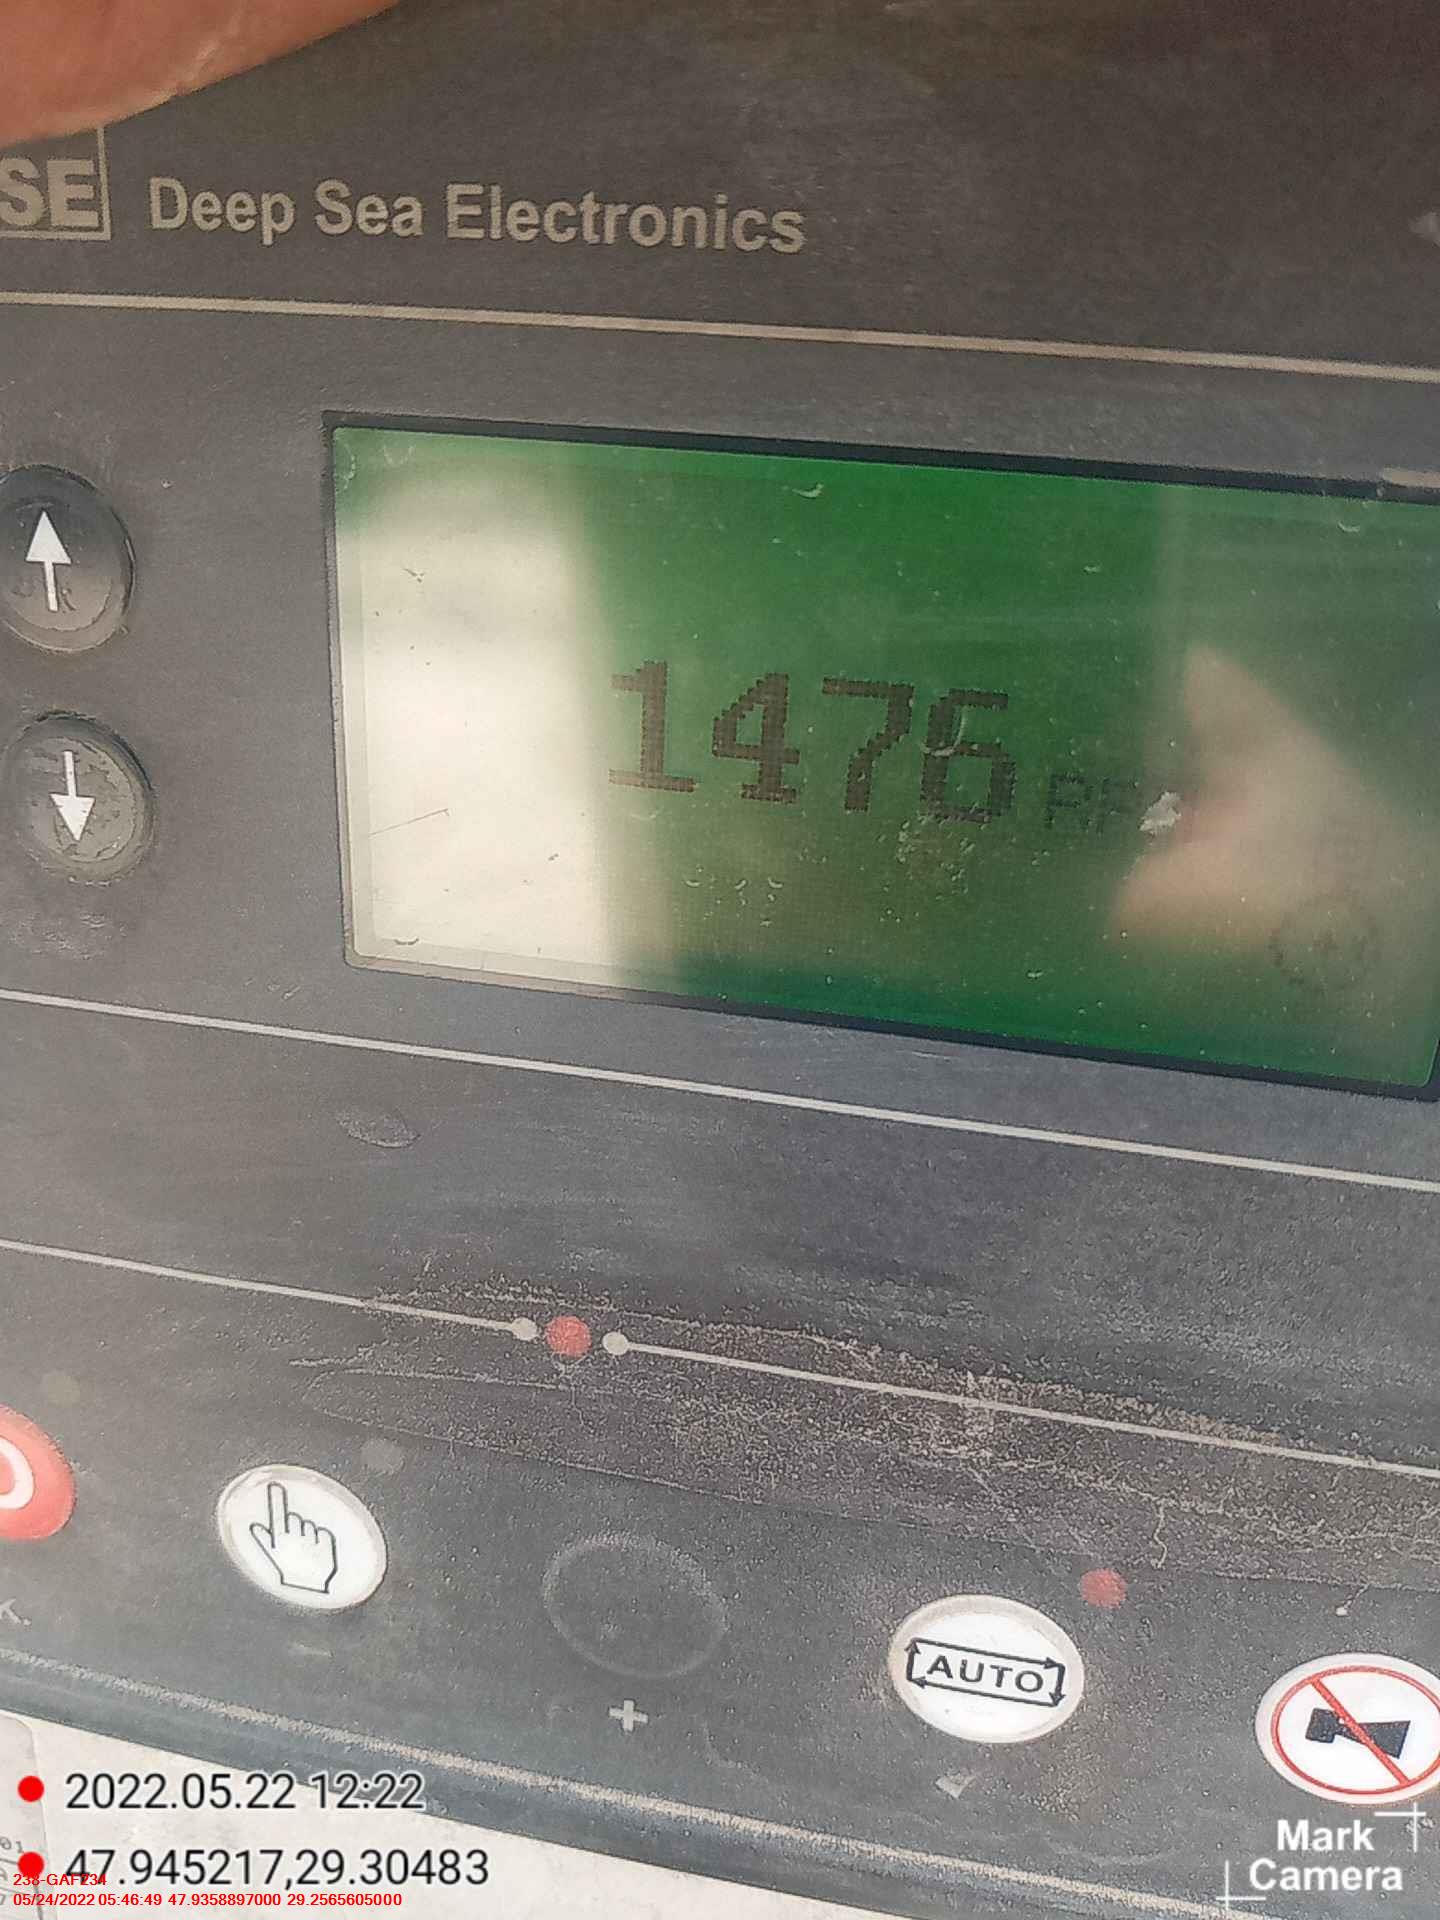 SE Deep Sea Electronics
1476
AUTO
2022.05.22 12:22
47.945217,29.30483
Mark
Camera
05/24/2022 05:46:49 47.9358897000 29.2565605000